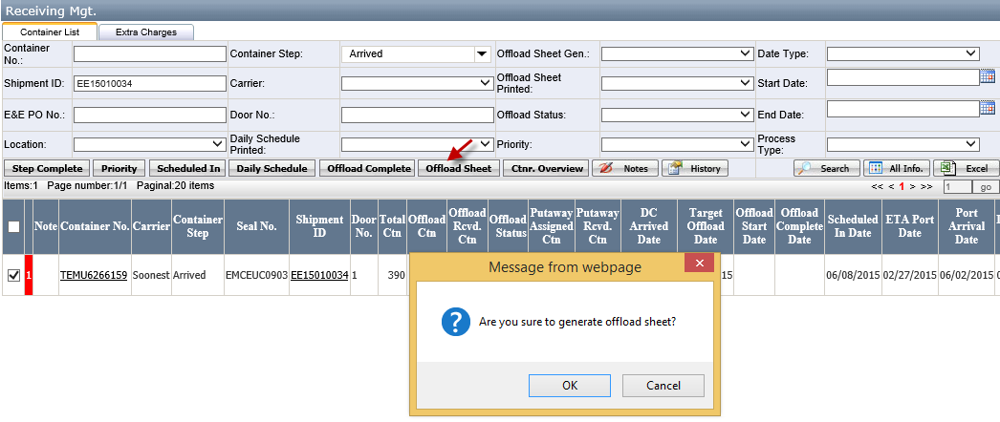 Receiving Mgt.
Container List Extra Charges
Container No.: Container Step: Arrived Offload Sheet Gen.: Date Type:
Shipment ID: EE15010034 Carrier: Offload Sheet Printed: Start Date:
E&E PO No.: Door No.: Offload Status: End Date:
Location: Daily Schedule Printed: Priority: Process Type:
Step Complete Priority Scheduled In Daily Schedule Offload Complete Offload Sheet Ctnr. Overview Notes History Search All Info. Excel
Items:1 Page number:1/1 Paginal:20 items << < 1 > >> 1 go
Note Container No. Carrier Container Step Seal No. Shipment ID Door No. Total Ctn Offload Ctn Offload Rcvd. Ctn Offload Status Putaway Assigned Ctn Putaway Rcvd. Ctn DC Arrived Date Target Offload Date Offload Start Date Offload Complete Date Scheduled In Date ETA Port Date Port Arrival Date
1 TEMU6266159 Soonest Arrived EMCEUC0903 EE15010034 1 390 15 06/08/2015 02/27/2015 06/02/2015
Message from webpage
Are you sure to generate offload sheet?
OK Cancel